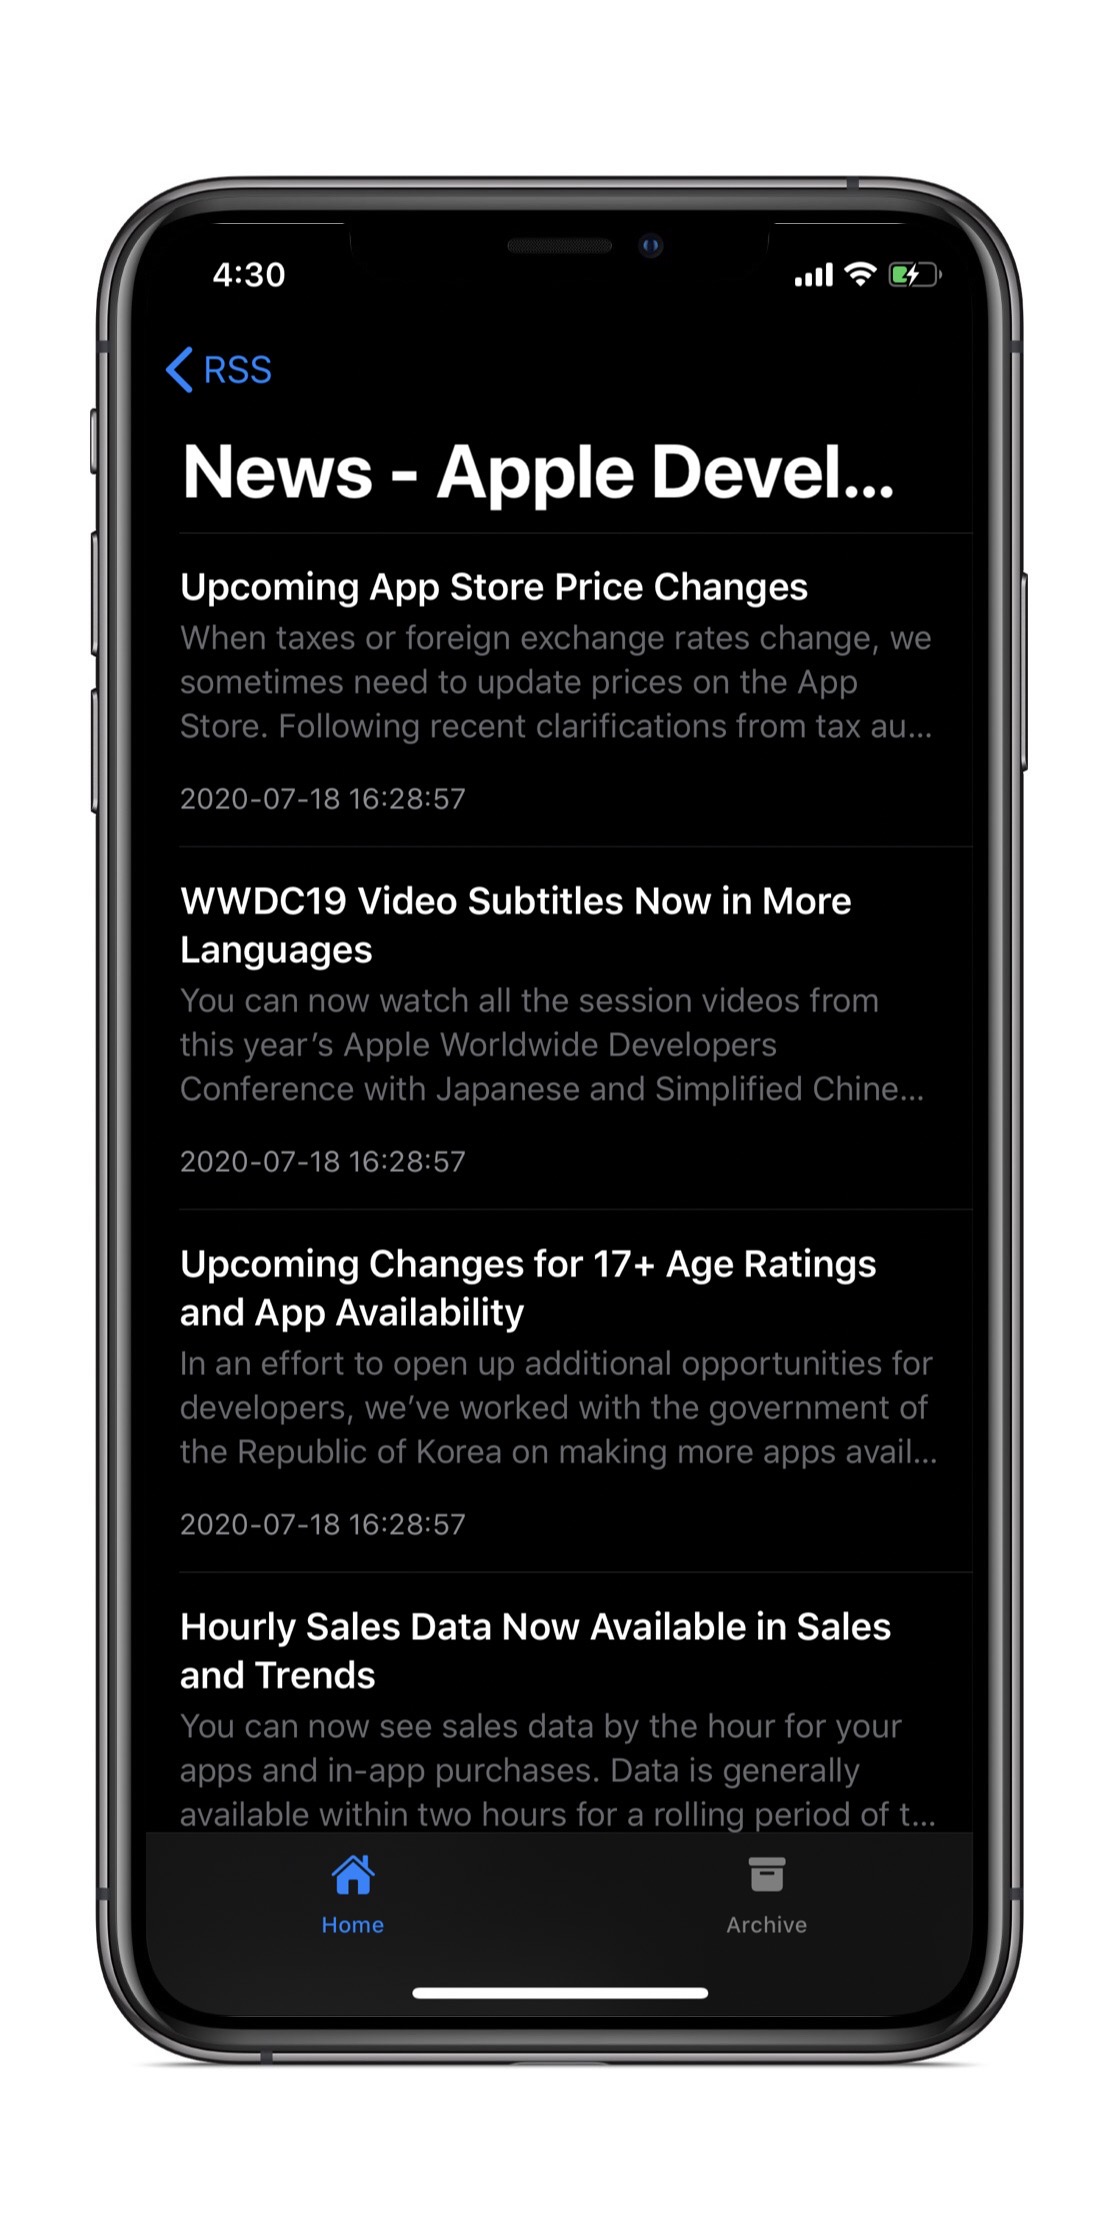 4:30
RSS
News - Apple Devel...
Upcoming App Store Price Changes
When taxes or foreign exchange rates change, we
sometimes need to update prices on the App
Store. Following recent clarifications from tax au...
2020-07-18 16:28:57
WWDC19 Video Subtitles Now in More
Languages
You can now watch all the session videos from
this year’s Apple Worldwide Developers
Conference with Japanese and Simplified Chine...
2020-07-18 16:28:57
Upcoming Changes for 17+ Age Ratings
and App Availability
In an effort to open up additional opportunities for
developers, we’ve worked with the government of
the Republic of Korea on making more apps avail...
2020-07-18 16:28:57
Hourly Sales Data Now Available in Sales
and Trends
You can now see sales data by the hour for your
apps and in-app purchases. Data is generally
available within two hours for a rolling period of t...
Home
Archive